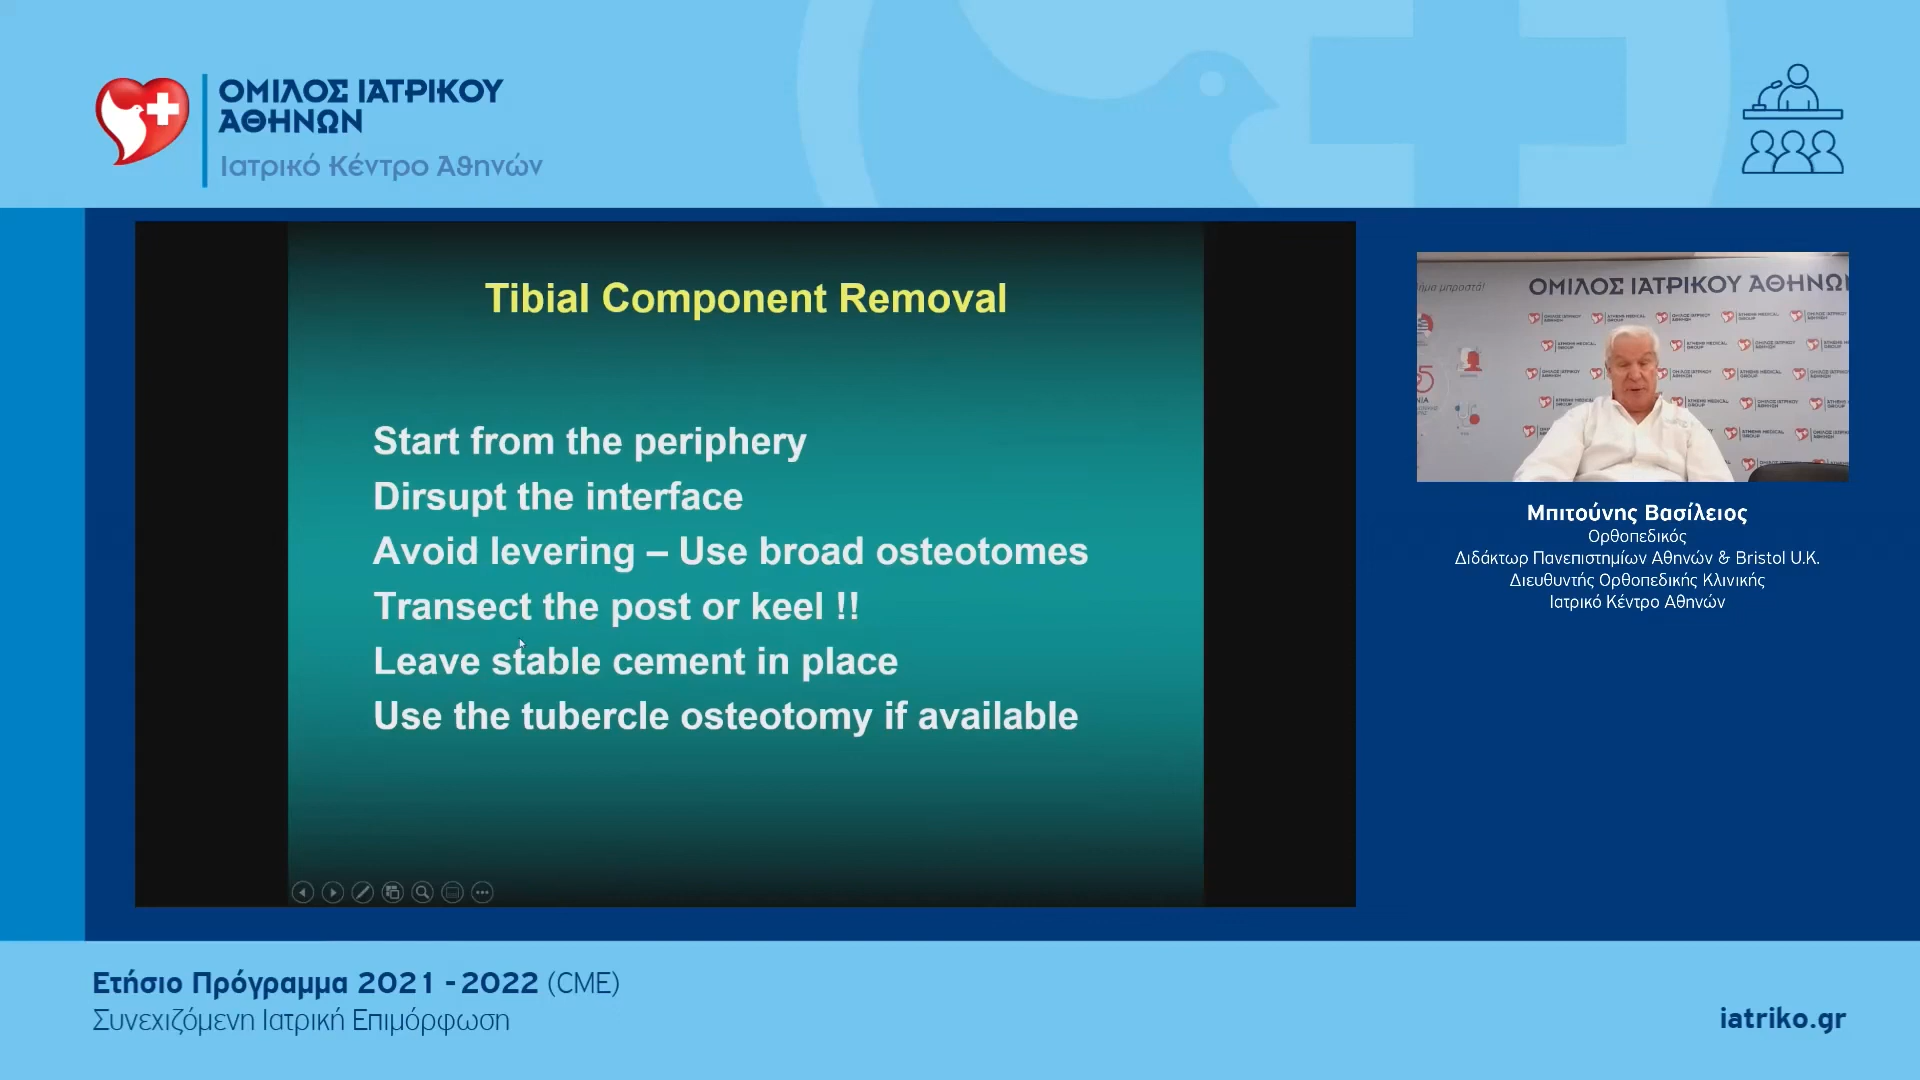 ΟΜΙΛΟΣ ΙΑΤΡΙΚΟΥ
ΑΘΗΝΩΝ
Ιατρικό Κέντρο Αθηνών
Tibial Component Removal
Start from the periphery
Dirsupt the interface
Avoid levering – Use broad osteotomes
Transect the post or keel !!
Leave stable cement in place
Use the tubercle osteotomy if available
ΟΜΙΛΟΣ ΙΑΤΡΙΚΟΥ ΑΘΗΝΩΝ
Μπιτούνης Βασίλειος
Ορθοπεδικός
Διδάκτωρ Πανεπιστημίων Αθηνών & Bristol U.K.
Διευθυντής Ορθοπεδικής Κλινικής
Ιατρικό Κέντρο Αθηνών
Ετήσιο Πρόγραμμα 2021 - 2022 (CME)
Συνεχιζόμενη Ιατρική Επιμόρφωση
iatriko.gr